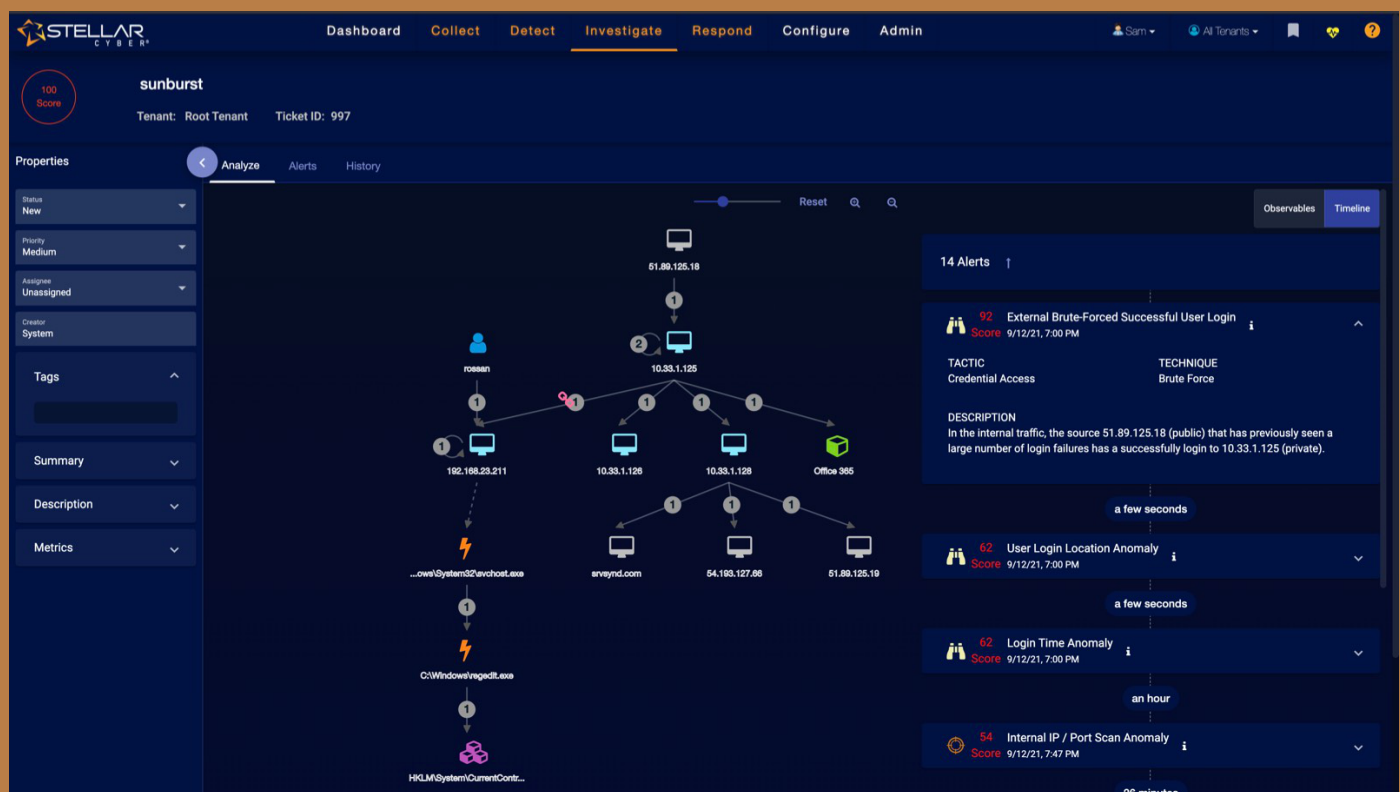 STELLAR
CYBER®
Dashboard Collect Detect Investigate Respond Configure Admin
Sam
All Tenants
?
100
Score
sunburst
Tenant: Root Tenant Ticket ID: 997
Properties
Status
New
Priority
Medium
Assignee
Unassigned
Creator
System
Tags
Summary
Description
Metrics
Analyze Alerts History
Reset
51.89.125.18
1
2
rossan
10.33.1.125
1
1
1
1
1
1
192.168.23.211
10.33.1.126
10.33.1.128
Office 365
1
1
1
...ows\System32\svchost.exe
srvsynd.com
54.193.127.66
51.89.125.19
1
C:\Windows\regedit.exe
1
HKLM\System\CurrentContr...
Observables Timeline
14 Alerts ↑
92 External Brute-Forced Successful User Login i
Score 9/12/21, 7:00 PM
TACTIC TECHNIQUE
Credential Access Brute Force
DESCRIPTION
In the internal traffic, the source 51.89.125.18 (public) that has previously seen a
large number of login failures has a successfully login to 10.33.1.125 (private).
a few seconds
62 User Login Location Anomaly i
Score 9/12/21, 7:00 PM
a few seconds
62 Login Time Anomaly i
Score 9/12/21, 7:00 PM
an hour
54 Internal IP / Port Scan Anomaly i
Score 9/12/21, 7:47 PM